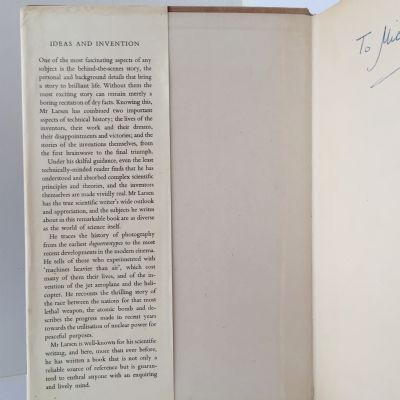 IDEAS AND INVENTION
One of the most fascinating aspects of any
subject is the behind-the-scenes story, the
personal and background details that bring
a story to brilliant life. Without them the
most exciting story can remain merely a
boring recitation of dry facts. Knowing this,
Mr Larsen has combined two important
aspects of technical history; the lives of the
inventors, their work and their dreams,
their disappointments and victories; and the
stories of the inventions themselves, from
the first brainwave to the final triumph.
Under his skilful guidance, even the least
technically-minded reader finds that he has
understood and absorbed complex scientific
principles and theories, and the inventors
themselves are made vividly real. Mr Larsen
has the true scientific writer's wide outlook
and appreciation, and the subjects he writes
about in this remarkable book are as diverse
as the world of science itself.
He traces the history of photography
from the earliest daguerreotypes to the most
recent developments in the modern cinema.
He tells of those who experimented with
'machines heavier than air', which cost
many of them their lives, and of the in-
vention of the jet aeroplane and the heli-
copter. He recounts the thrilling story of
the race between the nations for that most
lethal weapon, the atomic bomb and de-
scribes the progress made in recent years
towards the utilisation of nuclear power for
peaceful purposes.
Mr Larsen is well-known for his scientific
writing, and here, more than ever before,
he has written a book that is not only a
reliable source of reference but is guaran-
teed to enthral anyone with an enquiring
and lively mind.
To Mic